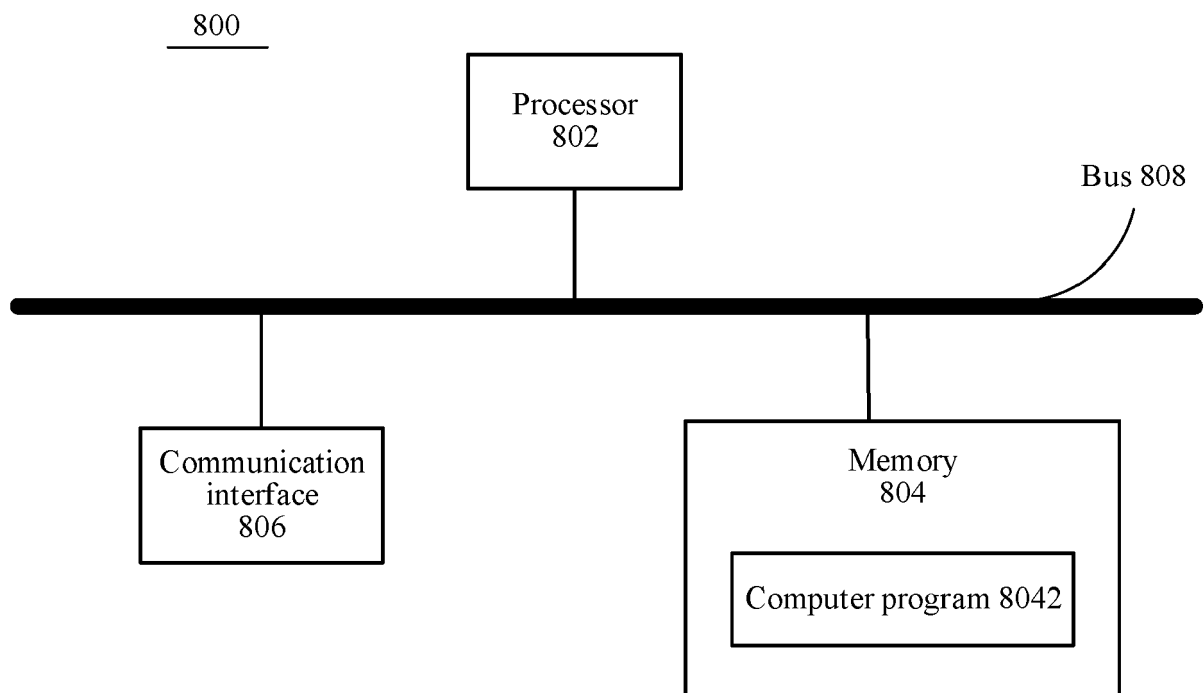 800
Processor
802
Bus 808
Communication
interface
806
Memory
804
Computer program 8042